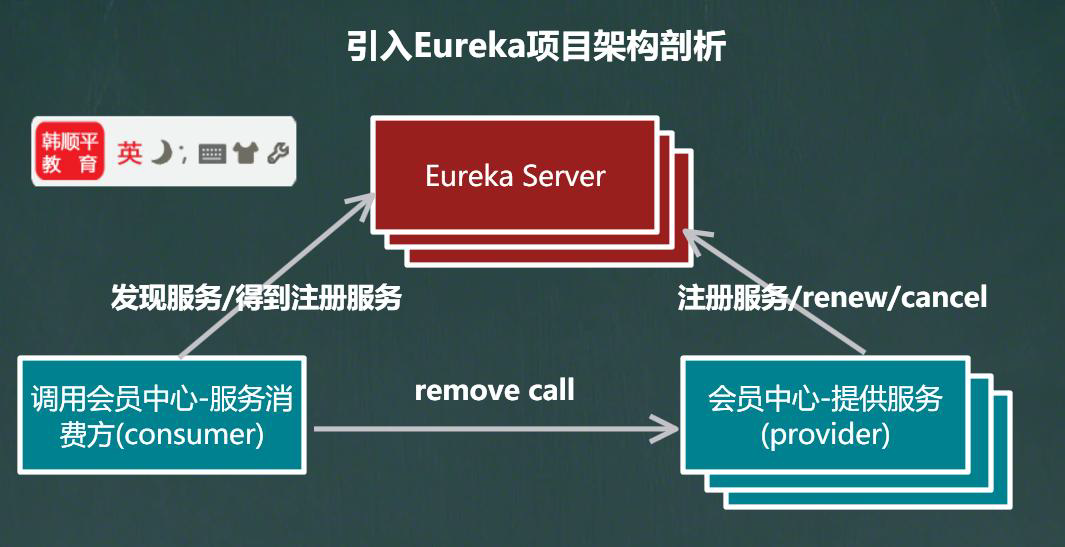 引入Eureka项目架构剖析
韩顺平
教 育
英
;
Eureka Server
发现服务/得到注册服务
注册服务/renew/cancel
调用会员中心-服务消
费方(consumer)
remove call
会员中心-提供服务
(provider)